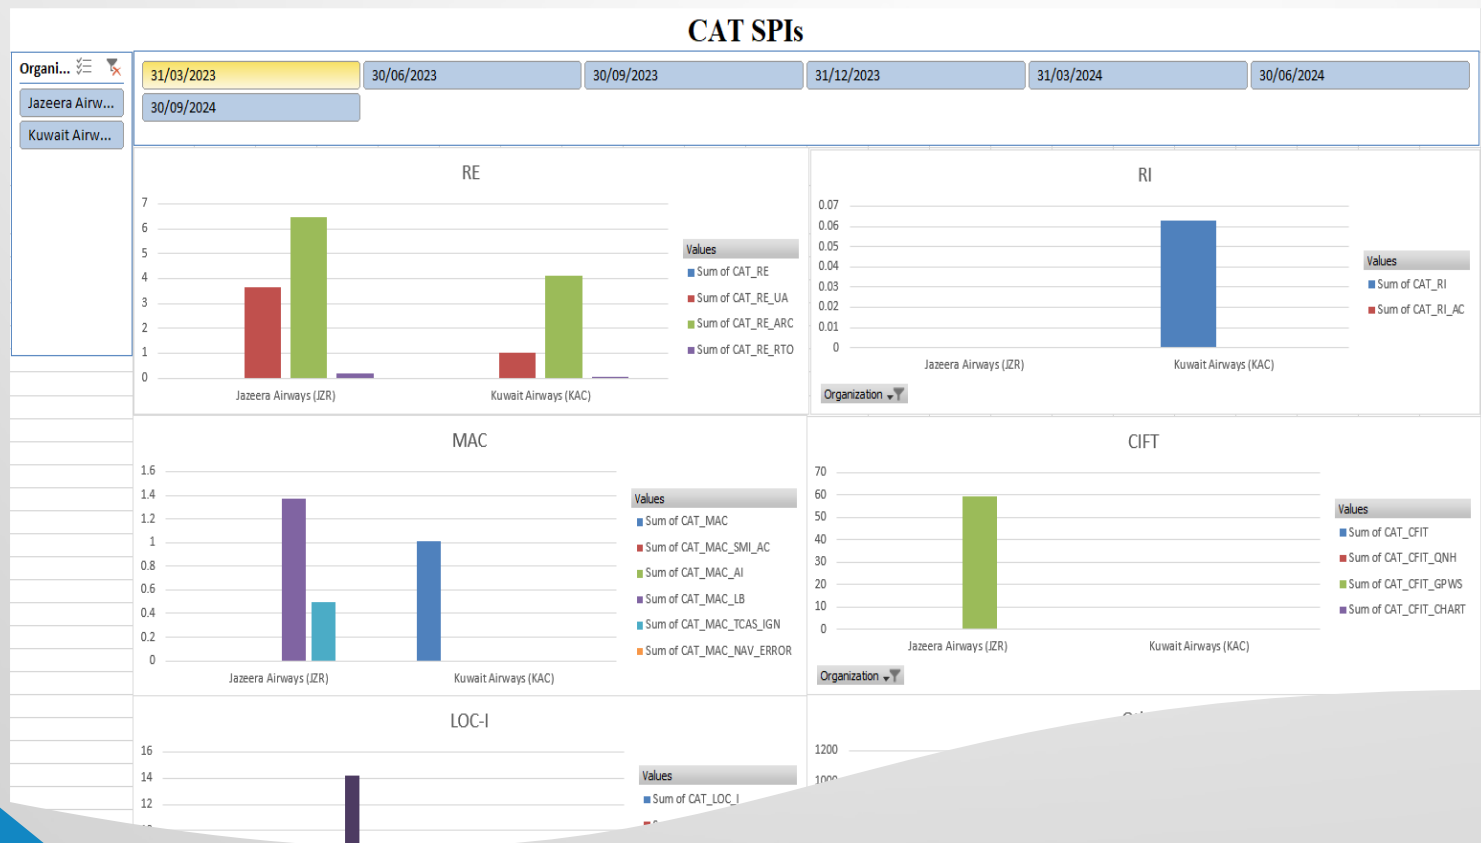 CAT SPIs
Organi...
Jazeera Airw...
Kuwait Airw...
31/03/2023
30/06/2023
30/09/2023
31/12/2023
31/03/2024
30/06/2024
30/09/2024
RE
7
6
5
4
3
2
1
0
Jazeera Airways (JZR)
Kuwait Airways (KAC)
Values
Sum of CAT_RE
Sum of CAT_RE_UA
Sum of CAT_RE_ARC
Sum of CAT_RE_RTO
RI
0.07
0.06
0.05
0.04
0.03
0.02
0.01
0
Jazeera Airways (JZR)
Kuwait Airways (KAC)
Values
Sum of CAT_RI
Sum of CAT_RI_AC
Organization
MAC
1.6
1.4
1.2
1
0.8
0.6
0.4
0.2
0
Jazeera Airways (JZR)
Kuwait Airways (KAC)
Values
Sum of CAT_MAC
Sum of CAT_MAC_SMI_AC
Sum of CAT_MAC_AI
Sum of CAT_MAC_LB
Sum of CAT_MAC_TCAS_IGN
Sum of CAT_MAC_NAV_ERROR
CIFT
70
60
50
40
30
20
10
0
Jazeera Airways (JZR)
Kuwait Airways (KAC)
Values
Sum of CAT_CFIT
Sum of CAT_CFIT_QNH
Sum of CAT_CFIT_GPWS
Sum of CAT_CFIT_CHART
Organization
LOC-I
16
14
12
Values
Sum of CAT_LOC_I
1200
1000